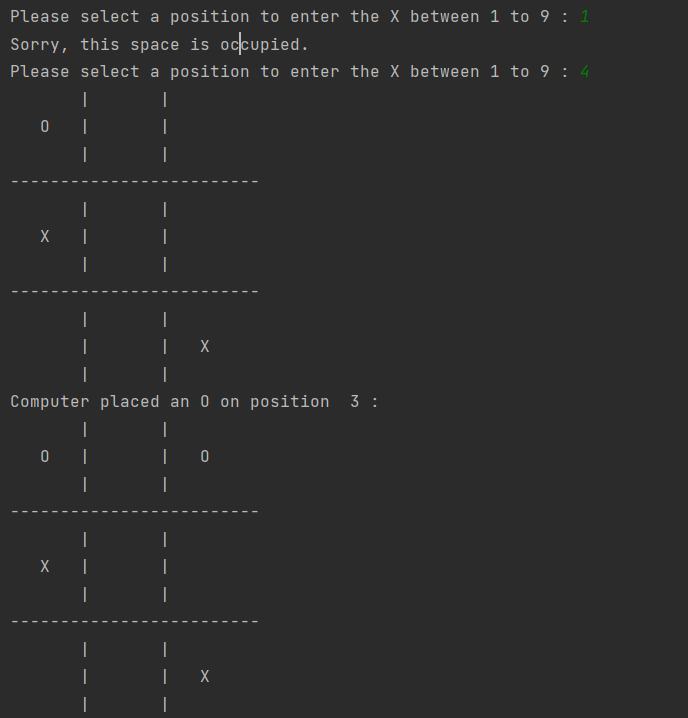 Please select a position to enter the X between 1 to 9 : 1
Sorry, this space is occupied.
Please select a position to enter the X between 1 to 9 : 4
       |       |
   O   |       |
       |       |
-------------------------
       |       |
   X   |       |
       |       |
-------------------------
       |       |
       |       |   X
       |       |
Computer placed an O on position  3 :
       |       |
   O   |       |   O
       |       |
-------------------------
       |       |
   X   |       |
       |       |
-------------------------
       |       |
       |       |   X
       |       |